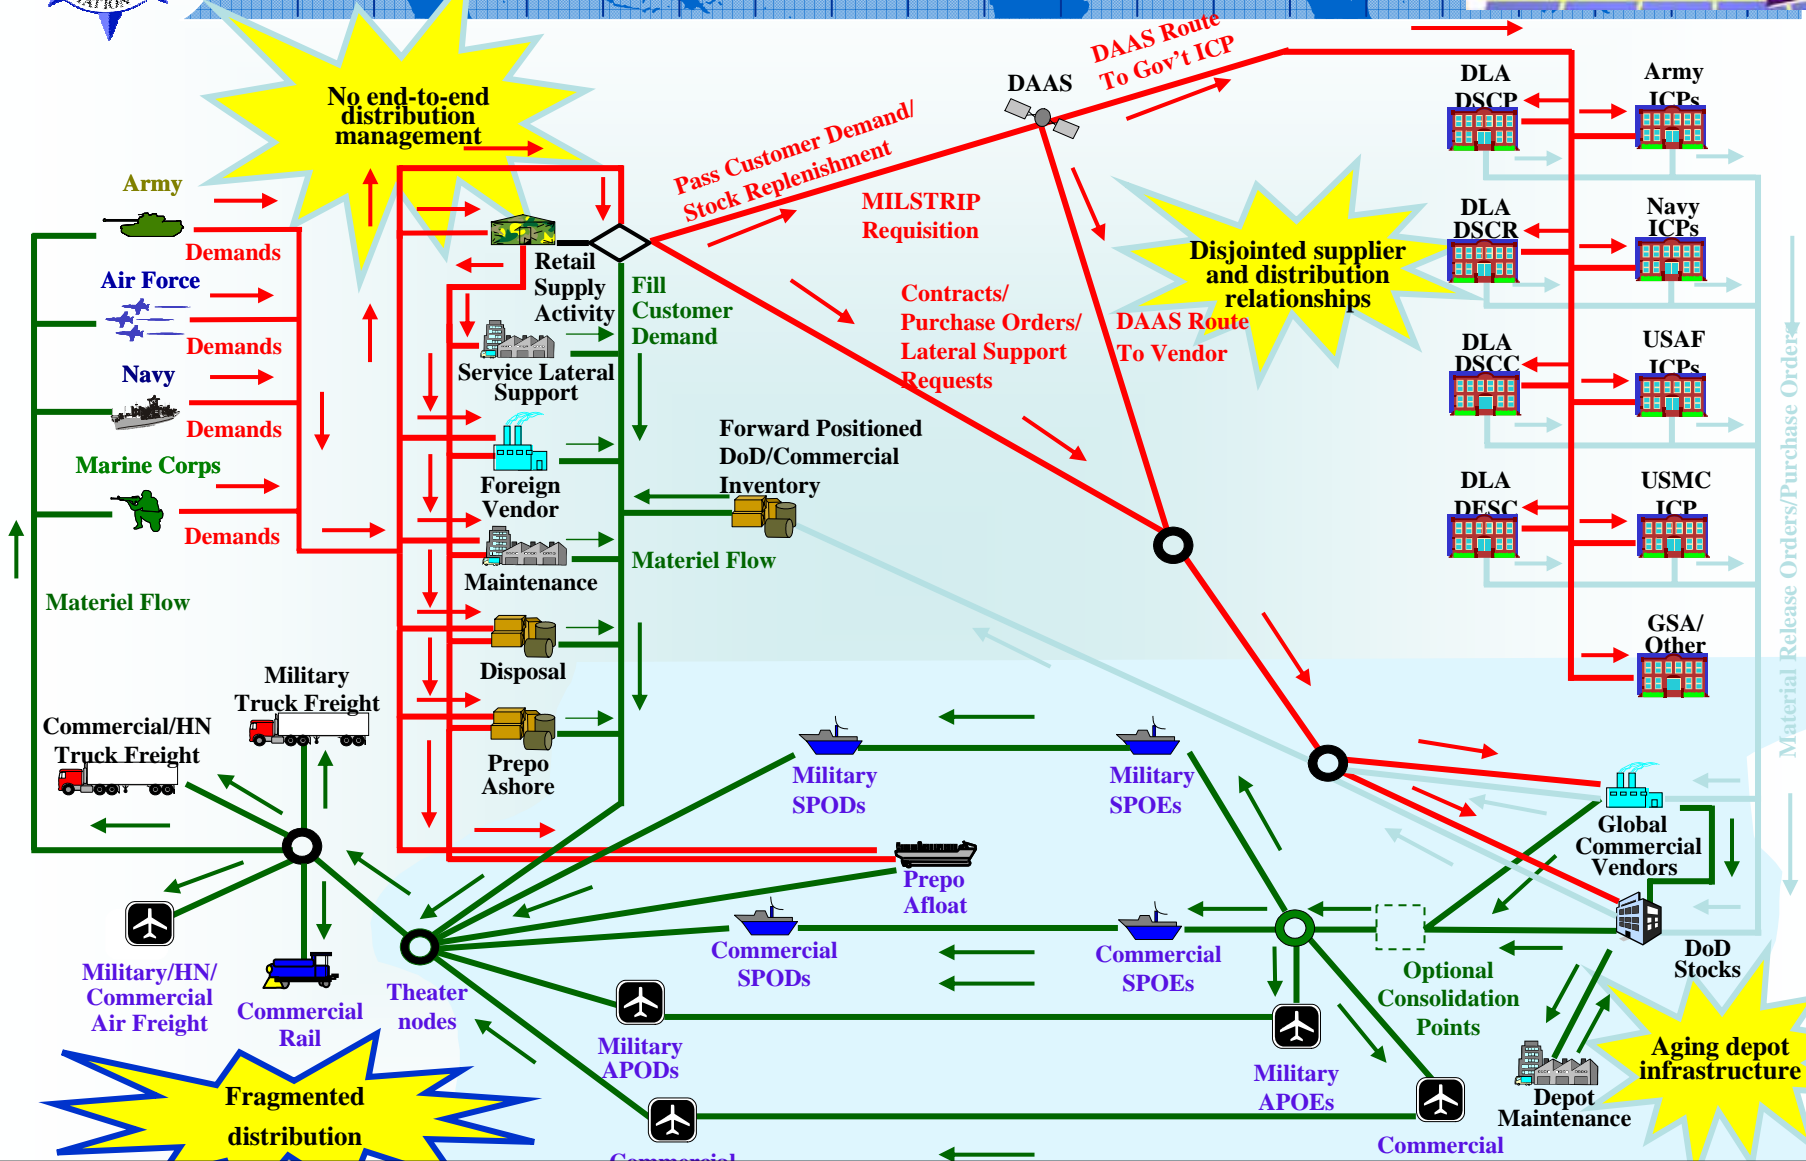 No end-to-end
distribution
management
DAAS
DAAS Route
To Gov't ICP
Pass Customer Demand/
Stock Replenishment
MILSTRIP
Requisition
Army
Demands
Air Force
Demands
Navy
Demands
Marine Corps
Demands
Materiel Flow
Retail
Supply
Activity
Fill
Customer
Demand
Service Lateral
Support
Foreign
Vendor
Maintenance
Disposal
Prepo
Ashore
Materiel Flow
Forward Positioned
DoD/Commercial
Inventory
Contracts/
Purchase Orders/
Lateral Support
Requests
DAAS Route
To Vendor
Disjointed supplier
and distribution
relationships
DLA
DSCP
Army
ICPs
DLA
DSCR
Navy
ICPs
DLA
DSCC
USAF
ICPs
DLA
DESC
USMC
ICP
GSA/
Other
Material Release Orders/Purchase Orders
Military
Truck Freight
Commercial/HN
Truck Freight
Military/HN/
Commercial
Air Freight
Commercial
Rail
Theater
nodes
Military
SPODs
Military
SPOEs
Prepo
Afloat
Commercial
SPODs
Commercial
SPOEs
Military
APODs
Military
APOEs
Commercial
Commercial
Optional
Consolidation
Points
Global
Commercial
Vendors
DoD
Stocks
Depot
Maintenance
Aging depot
infrastructure
Fragmented
distribution